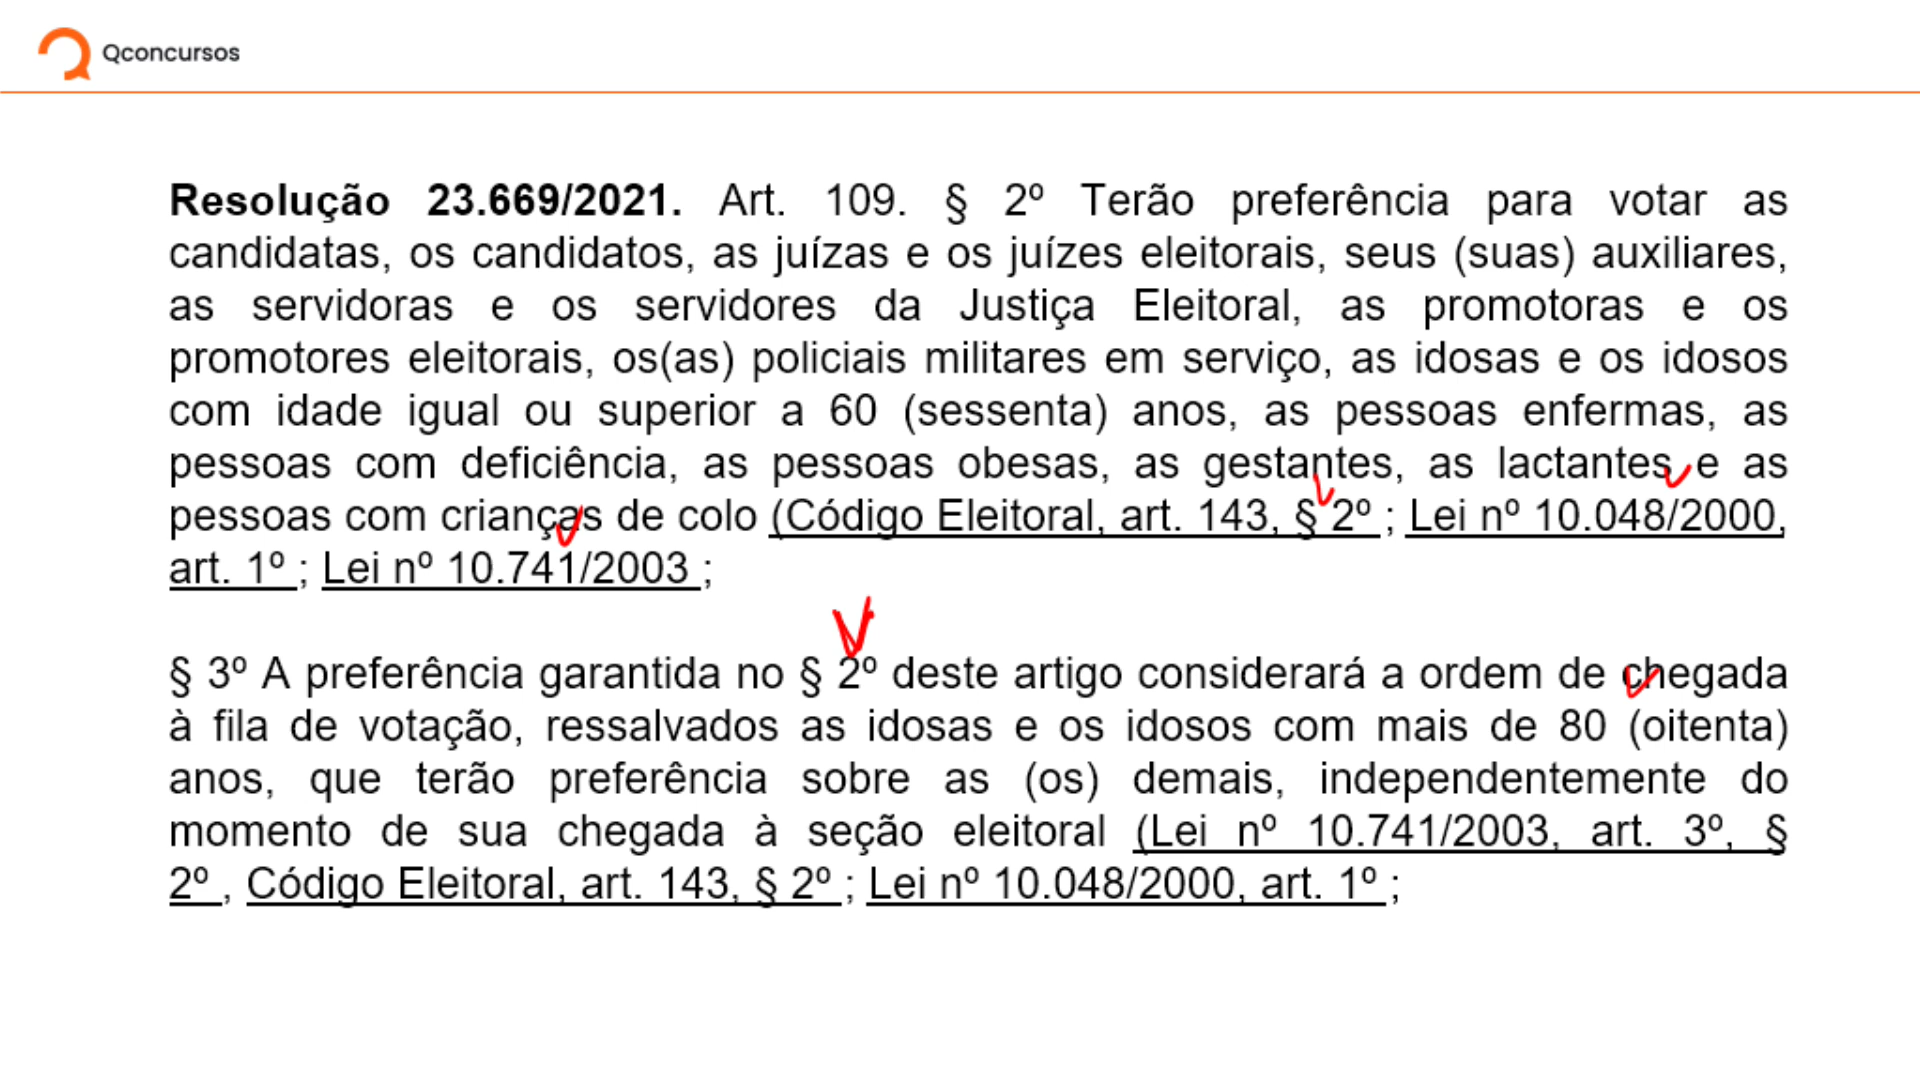 Qconcursos
Resolução 23.669/2021. Art. 109. § 2º Terão preferência para votar as
candidatas, os candidatos, as juízas e os juízes eleitorais, seus (suas) auxiliares,
as servidoras e os servidores da Justiça Eleitoral, as promotoras e os
promotores eleitorais, os(as) policiais militares em serviço, as idosas e os idosos
com idade igual ou superior a 60 (sessenta) anos, as pessoas enfermas, as
pessoas com deficiência, as pessoas obesas, as gestantes, as lactantes e as
pessoas com crianças de colo (Código Eleitoral, art. 143, § 2º ; Lei nº 10.048/2000,
art. 1º ; Lei nº 10.741/2003 ;
§ 3º A preferência garantida no § 2º deste artigo considerará a ordem de chegada
à fila de votação, ressalvados as idosas e os idosos com mais de 80 (oitenta)
anos, que terão preferência sobre as (os) demais, independentemente do
momento de sua chegada à seção eleitoral (Lei nº 10.741/2003, art. 3º, §
2º , Código Eleitoral, art. 143, § 2º ; Lei nº 10.048/2000, art. 1º ;